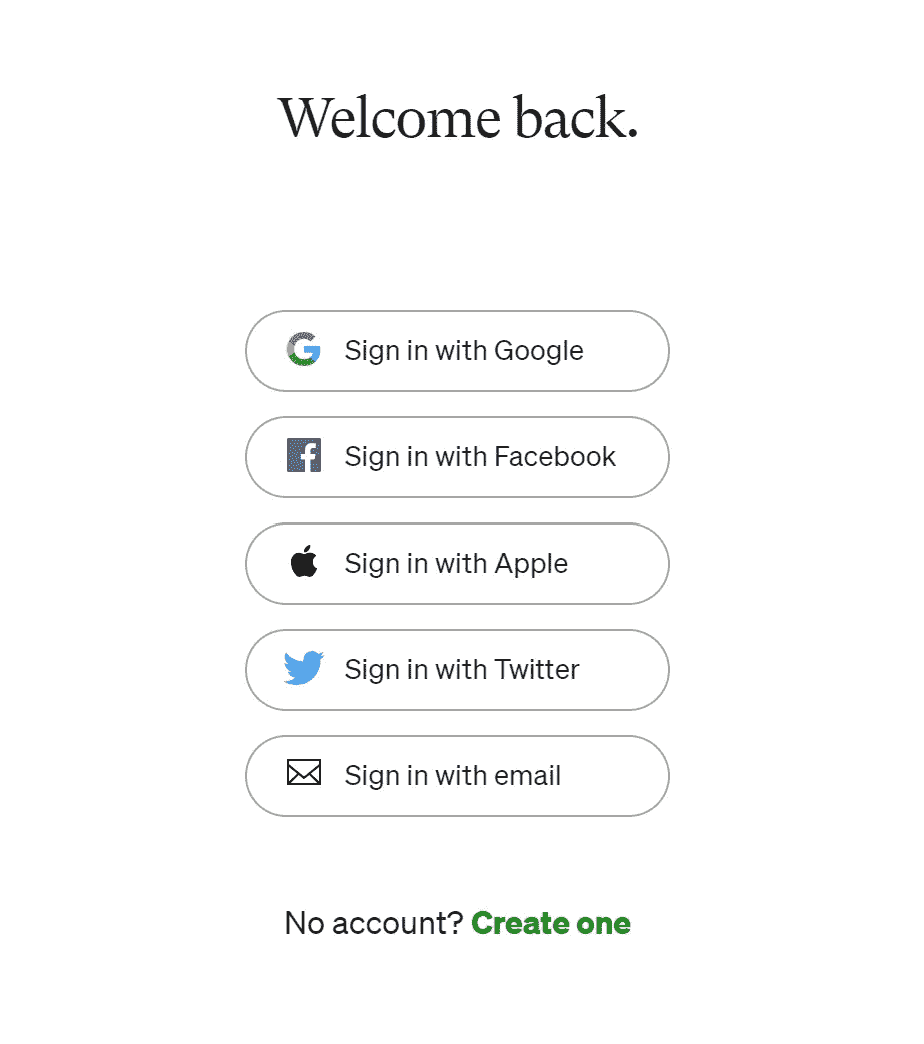 Welcome back.
Sign in with Google
Sign in with Facebook
Sign in with Apple
Sign in with Twitter
Sign in with email
No account? Create one